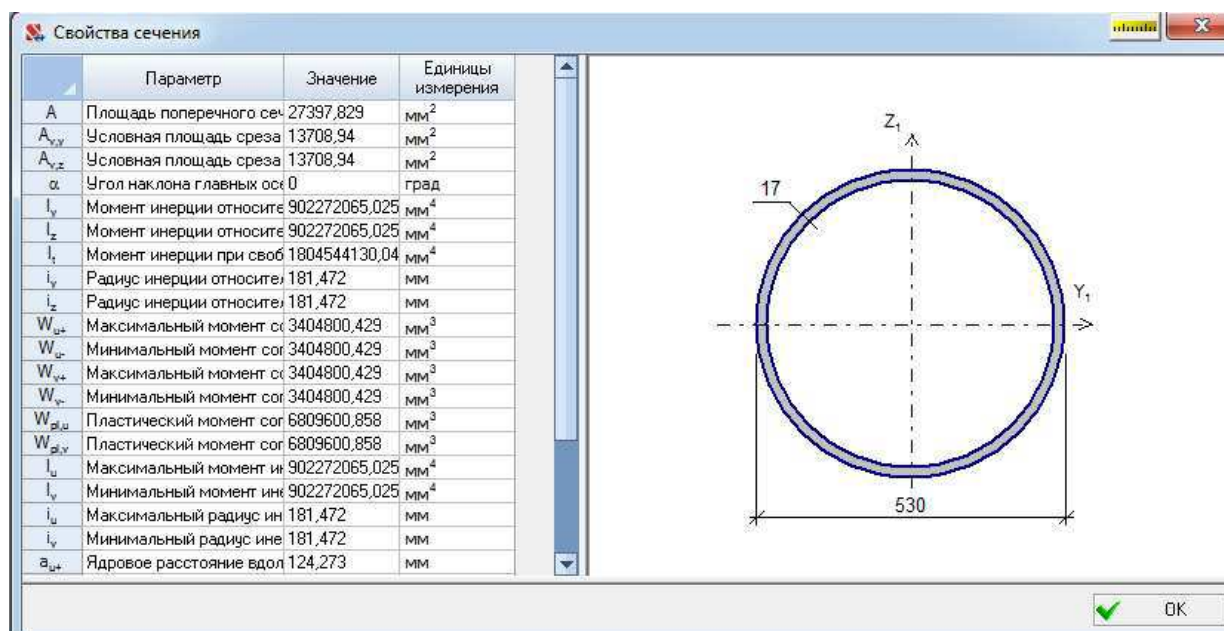 Свойства сечения
Параметр Значение Единицы измерения
A Площадь поперечного сеч 27397,829 мм²
Aᵥ,ᵧ Условная площадь среза 13708,94 мм²
Av,z Условная площадь среза 13708,94 мм²
α Угол наклона главных осе 0 град
Iy Момент инерции относите 902272065,025 мм⁴
Iz Момент инерции относите 902272065,025 мм⁴
It Момент инерции при своб 1804544130,04 мм⁴
iy Радиус инерции относител 181,472 мм
iz Радиус инерции относител 181,472 мм
Wu+ Максимальный момент со 3404800,429 мм³
Wu- Минимальный момент соп 3404800,429 мм³
Wv+ Максимальный момент со 3404800,429 мм³
Wv- Минимальный момент соп 3404800,429 мм³
Wpl,u Пластический момент соп 6809600,858 мм³
Wpl,v Пластический момент соп 6809600,858 мм³
Iu Максимальный момент ин 902272065,025 мм⁴
Iv Минимальный момент ине 902272065,025 мм⁴
iu Максимальный радиус ин 181,472 мм
iv Минимальный радиус ине 181,472 мм
au+ Ядровое расстояние вдол 124,273 мм
Z₁
17
Y₁
530
OK